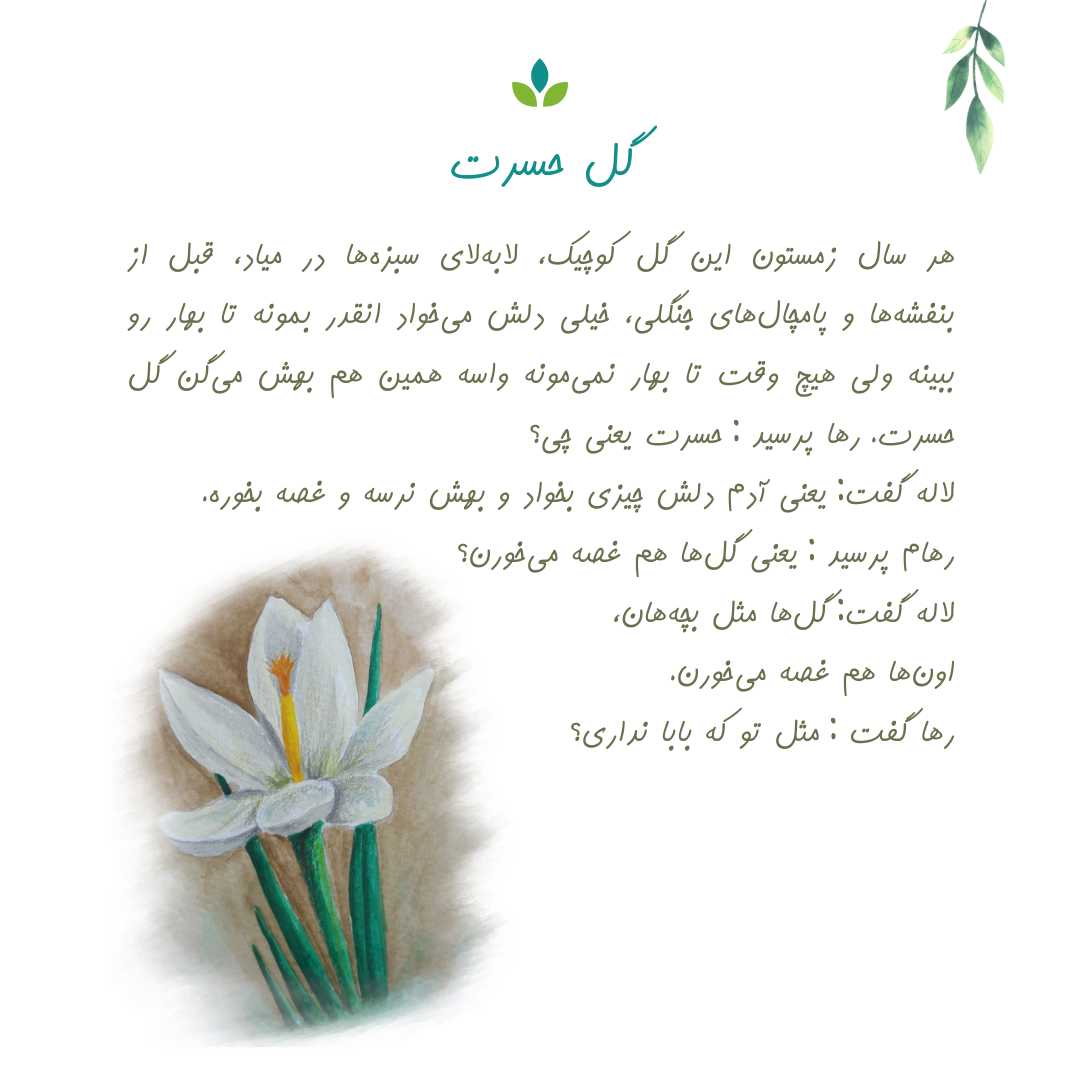 گل حسرت
هر سال زمستون این گل کوچیک، لابه‌لای سبزه‌ها در میاد، قبل از
بنفشه‌ها و پامچال‌های جنگلی، خیلی دلش می‌خواد انقدر بمونه تا بهار رو
ببینه ولی هیچ وقت تا بهار نمی‌مونه واسه همین هم بهش می‌گن گل
حسرت. رها پرسید : حسرت یعنی چی؟
لاله گفت: یعنی آدم دلش چیزی بخواد و بهش نرسه و غصه بخوره.
رهام پرسید : یعنی گل‌ها هم غصه می‌خورن؟
لاله گفت: گل‌ها مثل بچه‌هان،
اون‌ها هم غصه می‌خورن.
رها گفت : مثل تو که بابا نداری؟